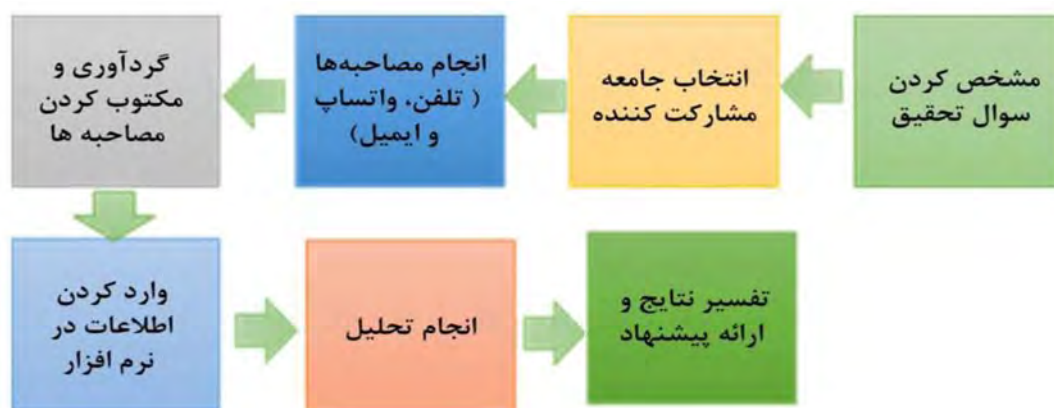 مشخص کردن
سوال تحقیق
انتخاب جامعه
مشارکت کننده
انجام مصاحبه‌ها
( تلفن، واتساپ
و ایمیل)
گردآوری و
مکتوب کردن
مصاحبه ها
وارد کردن
اطلاعات در
نرم افزار
انجام تحلیل
تفسیر نتایج و
ارائه پیشنهاد